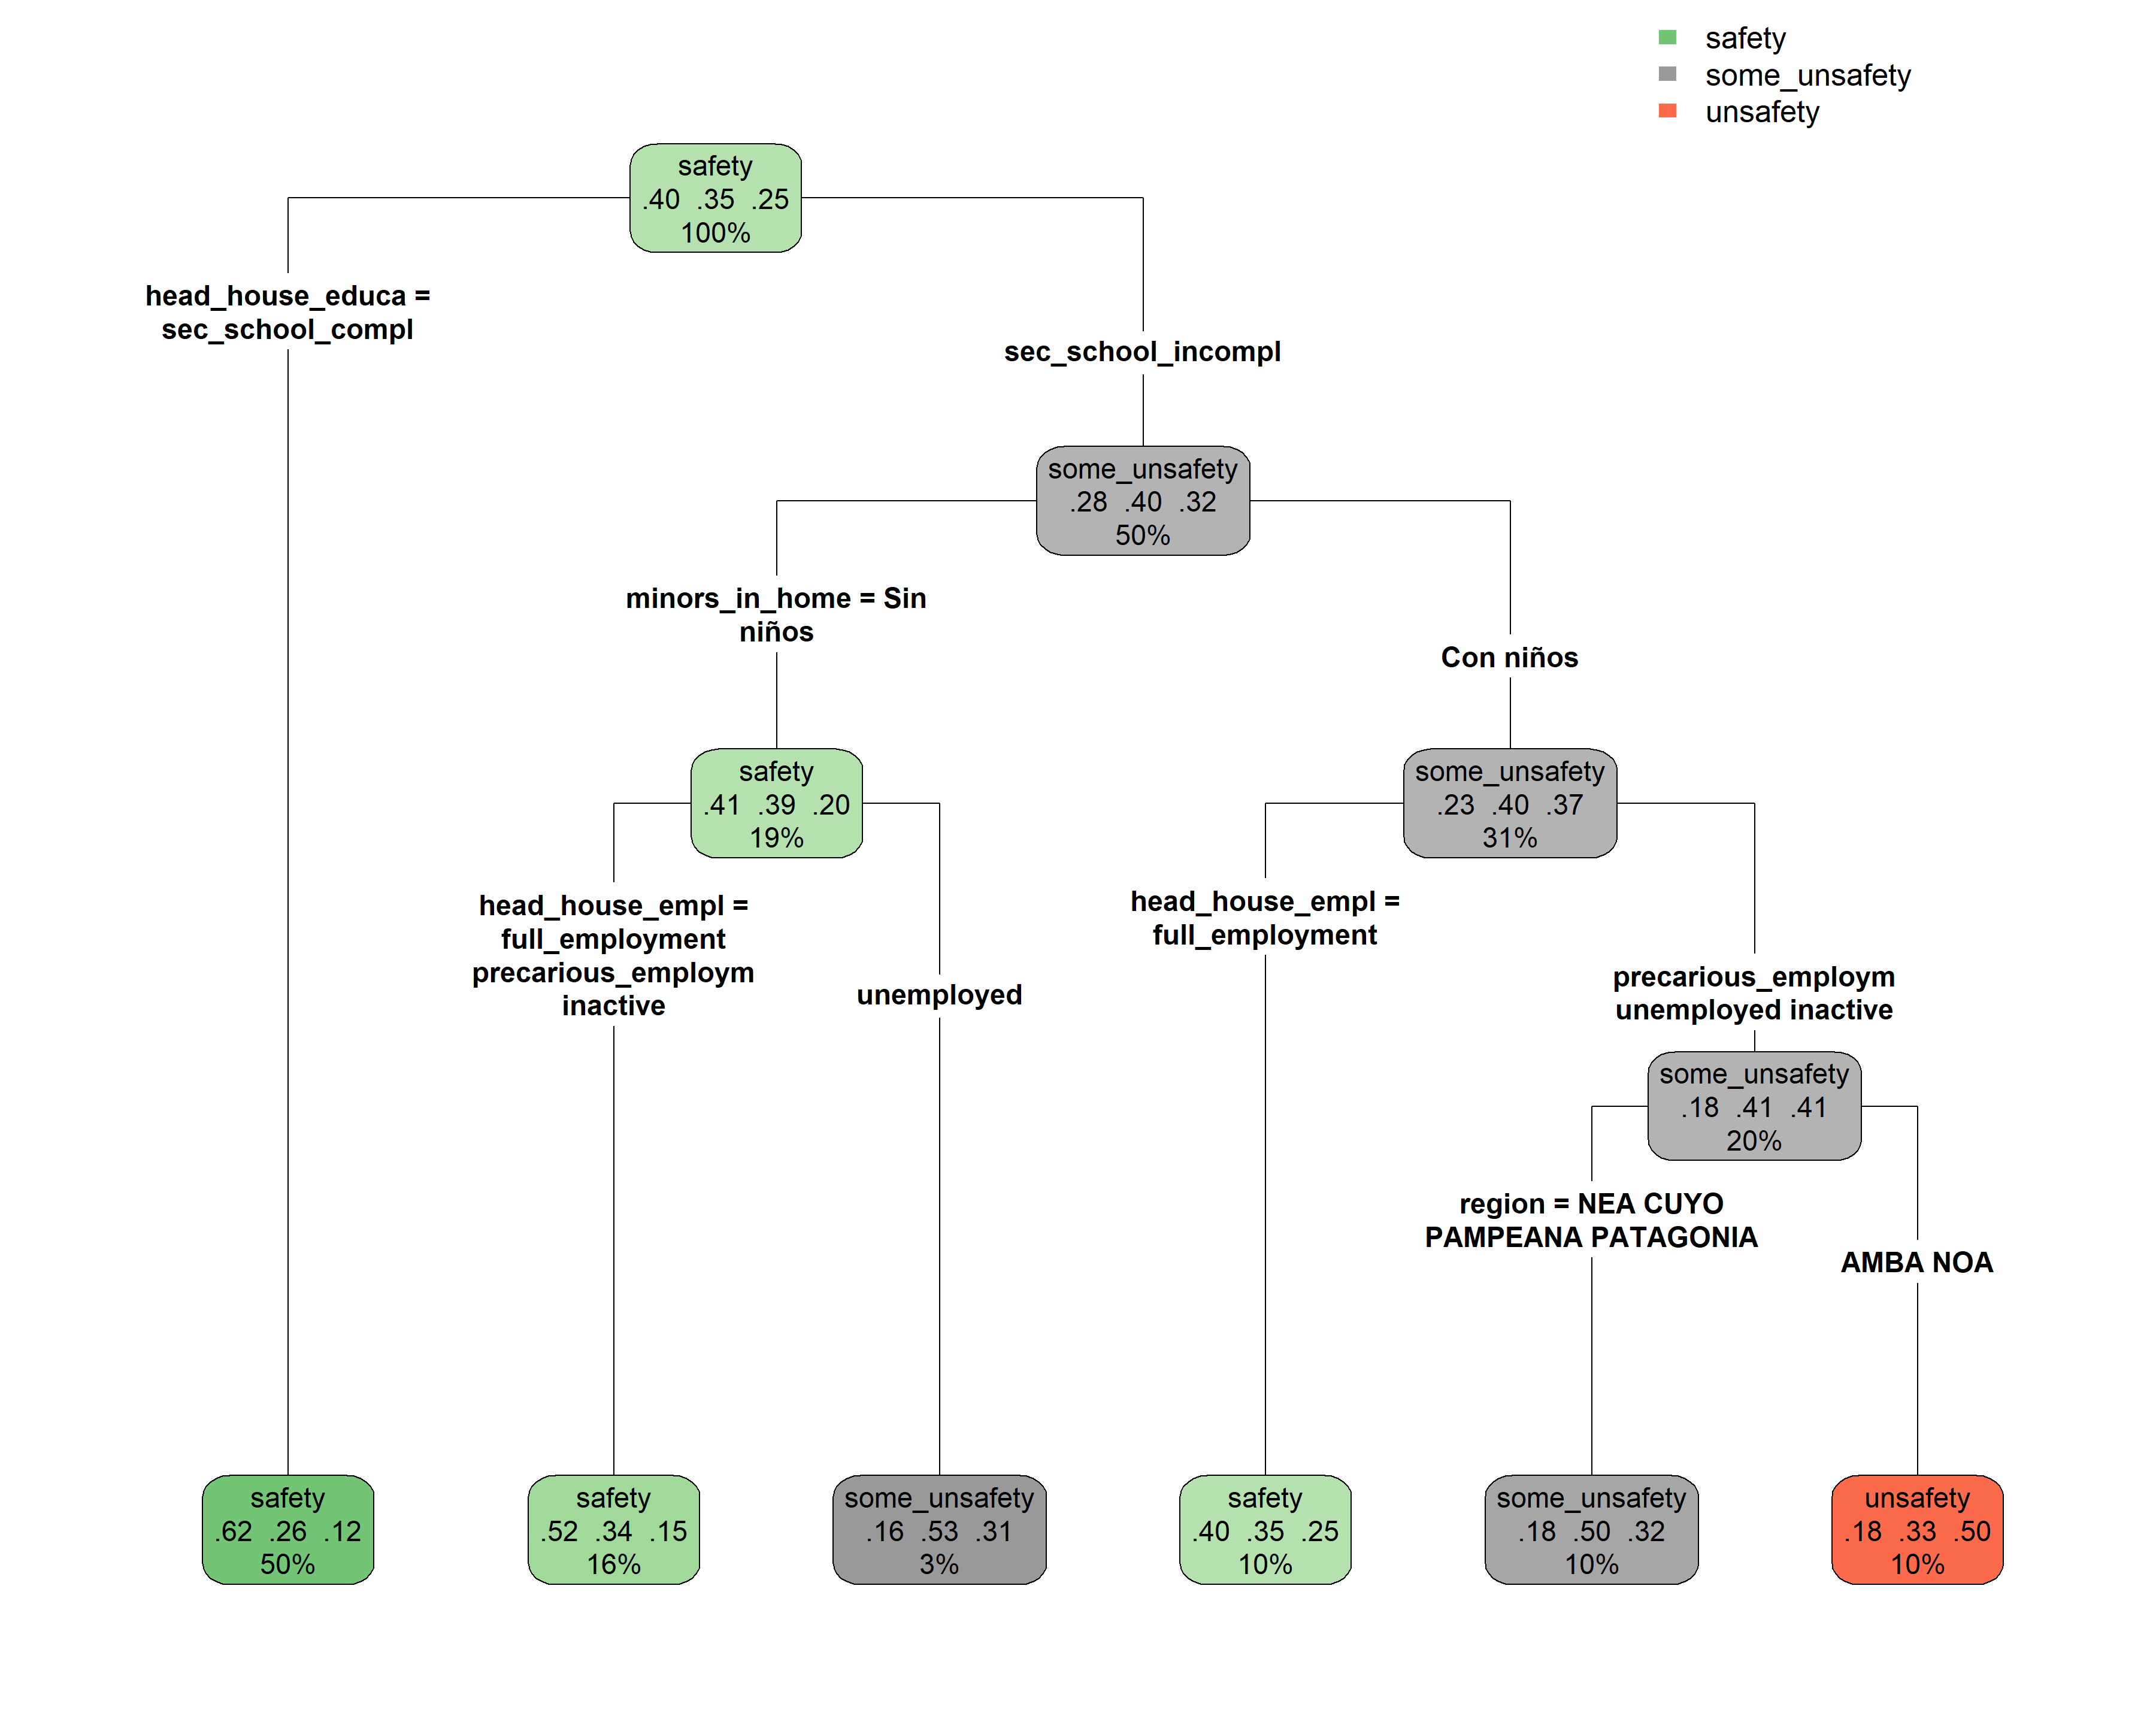 safety
some_unsafety
unsafety
safety
.40 .35 .25
100%
head_house_educa =
sec_school_compl
sec_school_incompl
some_unsafety
.28 .40 .32
50%
minors_in_home = Sin
niños
Con niños
safety
.41 .39 .20
19%
some_unsafety
.23 .40 .37
31%
head_house_empl =
full_employment
precarious_employm
inactive
unemployed
head_house_empl =
full_employment
precarious_employm
unemployed inactive
some_unsafety
.18 .41 .41
20%
region = NEA CUYO
PAMPEANA PATAGONIA
AMBA NOA
safety
.62 .26 .12
50%
safety
.52 .34 .15
16%
some_unsafety
.16 .53 .31
3%
safety
.40 .35 .25
10%
some_unsafety
.18 .50 .32
10%
unsafety
.18 .33 .50
10%